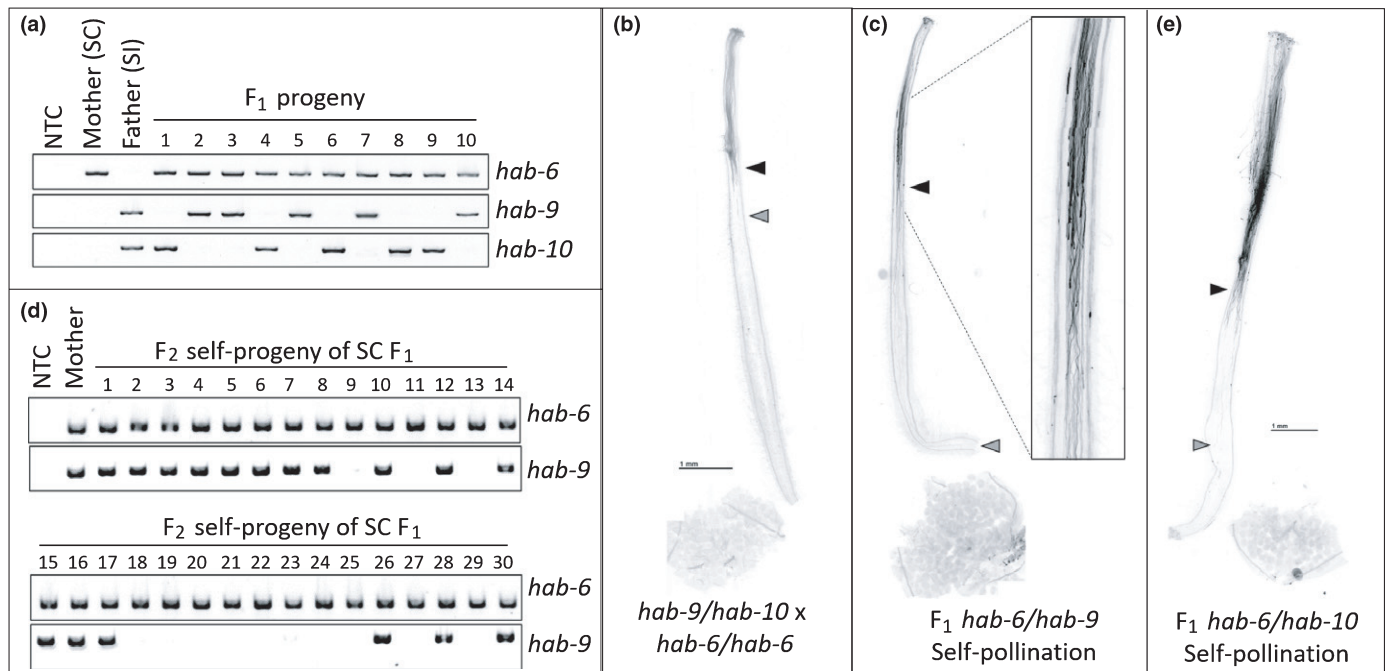 (a)
NTC
Mother (SC)
Father (SI)
F1 progeny
1 2 3 4 5 6 7 8 9 10
hab-6
hab-9
hab-10
(d)
NTC
Mother
F2 self-progeny of SC F1
1 2 3 4 5 6 7 8 9 10 11 12 13 14
hab-6
hab-9
F2 self-progeny of SC F1
15 16 17 18 19 20 21 22 23 24 25 26 27 28 29 30
hab-6
hab-9
(b)
1 mm
hab-9/hab-10 x
hab-6/hab-6
(c)
F1 hab-6/hab-9
Self-pollination
(e)
1 mm
F1 hab-6/hab-10
Self-pollination